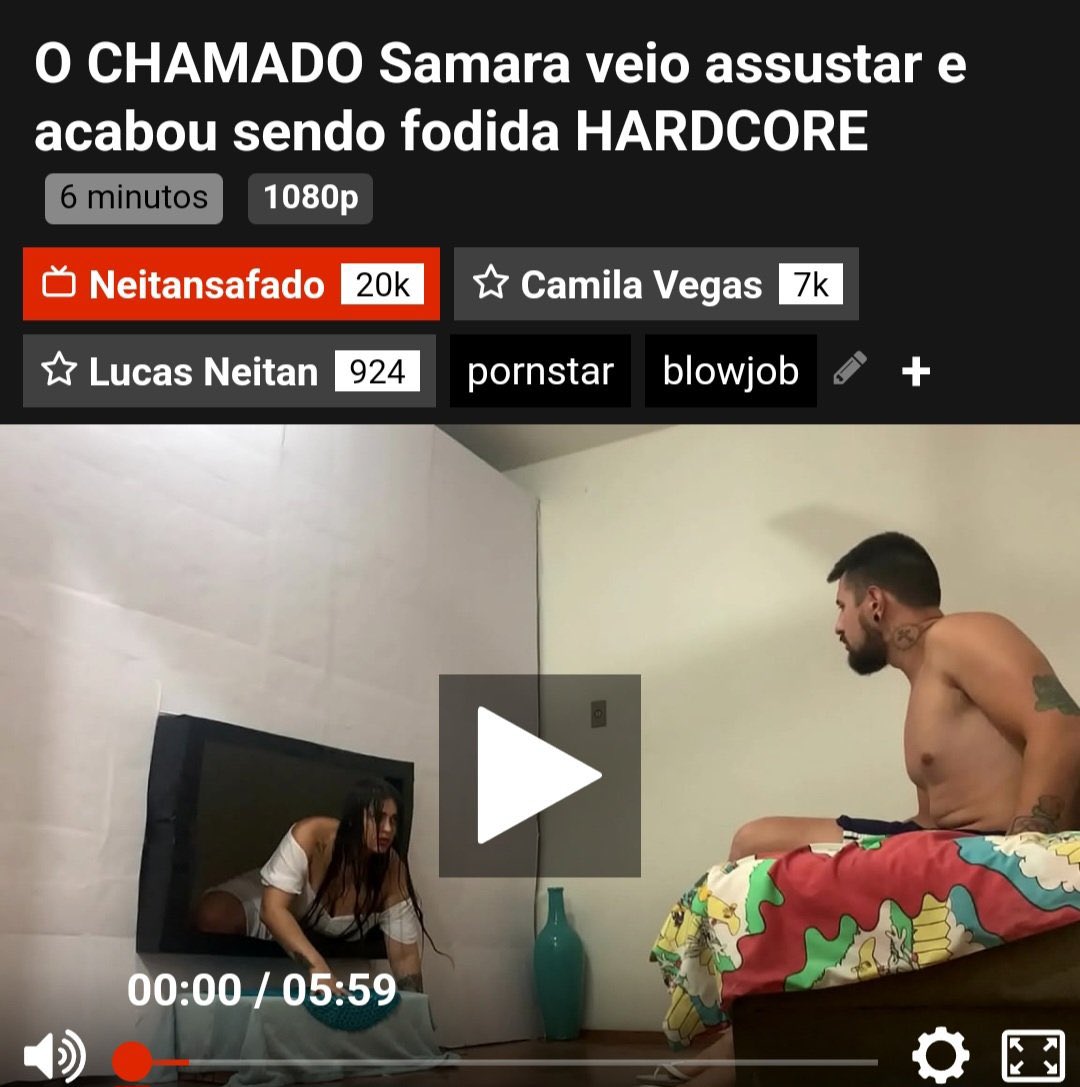 O CHAMADO Samara veio assustar e
acabou sendo fodida HARDCORE
6 minutos 1080p
Neitansafado 20k Camila Vegas 7k
Lucas Neitan 924 pornstar blowjob +
00:00 / 05:59